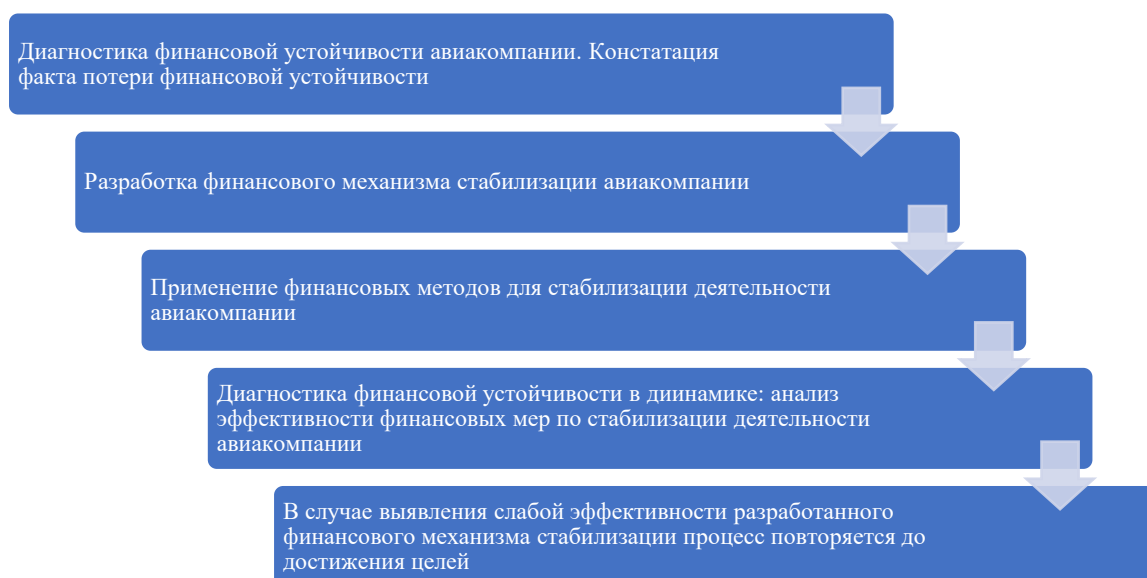 Диагностика финансовой устойчивости авиакомпании. Констатация
факта потери финансовой устойчивости
Разработка финансового механизма стабилизации авиакомпании
Применение финансовых методов для стабилизации деятельности
авиакомпании
Диагностика финансовой устойчивости в диинамике: анализ
эффективности финансовых мер по стабилизации деятельности
авиакомпании
В случае выявления слабой эффективности разработанного
финансового механизма стабилизации процесс повторяется до
достижения целей